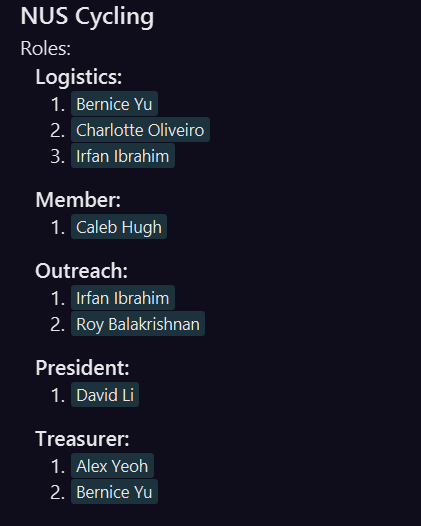 NUS Cycling
Roles:
Logistics:
1. Bernice Yu
2. Charlotte Oliveiro
3. Irfan Ibrahim
Member:
1. Caleb Hugh
Outreach:
1. Irfan Ibrahim
2. Roy Balakrishnan
President:
1. David Li
Treasurer:
1. Alex Yeoh
2. Bernice Yu